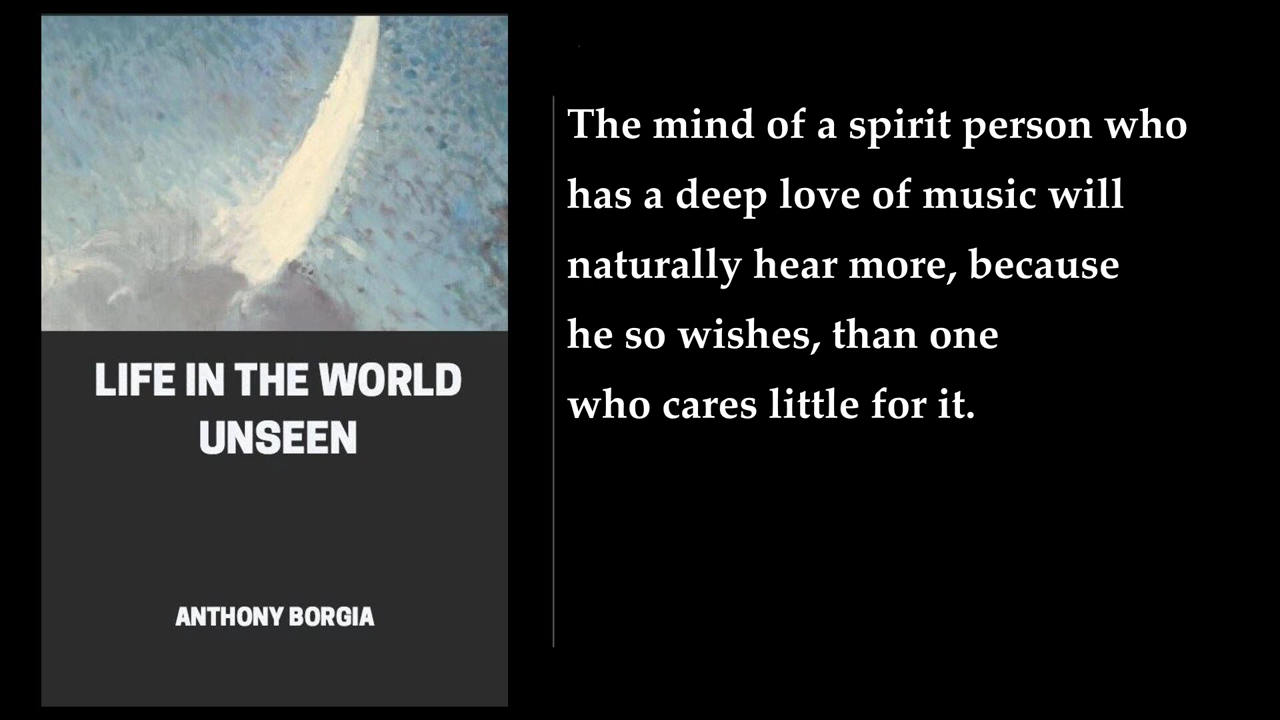 LIFE IN THE WORLD
UNSEEN
ANTHONY BORGIA
The mind of a spirit person who
has a deep love of music will
naturally hear more, because
he so wishes, than one
who cares little for it.